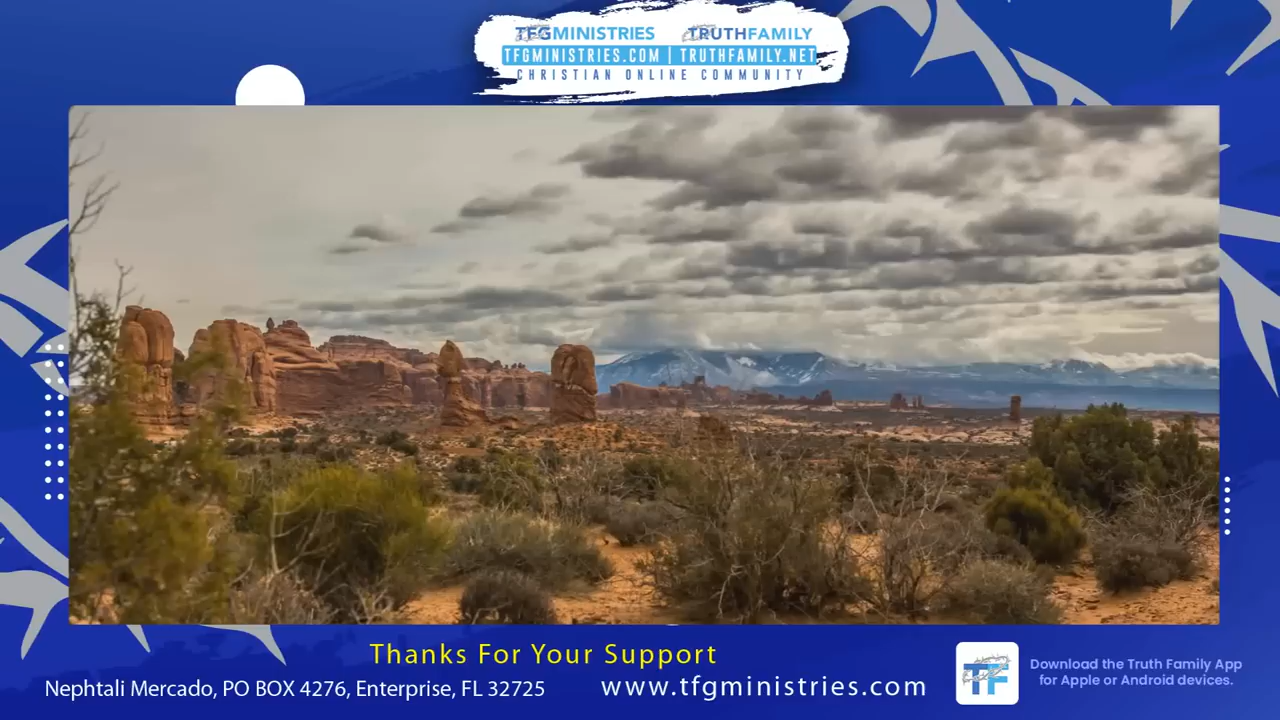 TFGMINISTRIES TRUTHFAMILY
TFGMINISTRIES.COM | TRUTHFAMILY.NET
CHRISTIAN ONLINE COMMUNITY
Thanks For Your Support
Nephtali Mercado, PO BOX 4276, Enterprise, FL 32725
www.tfgministries.com
TF
Download the Truth Family App
for Apple or Android devices.